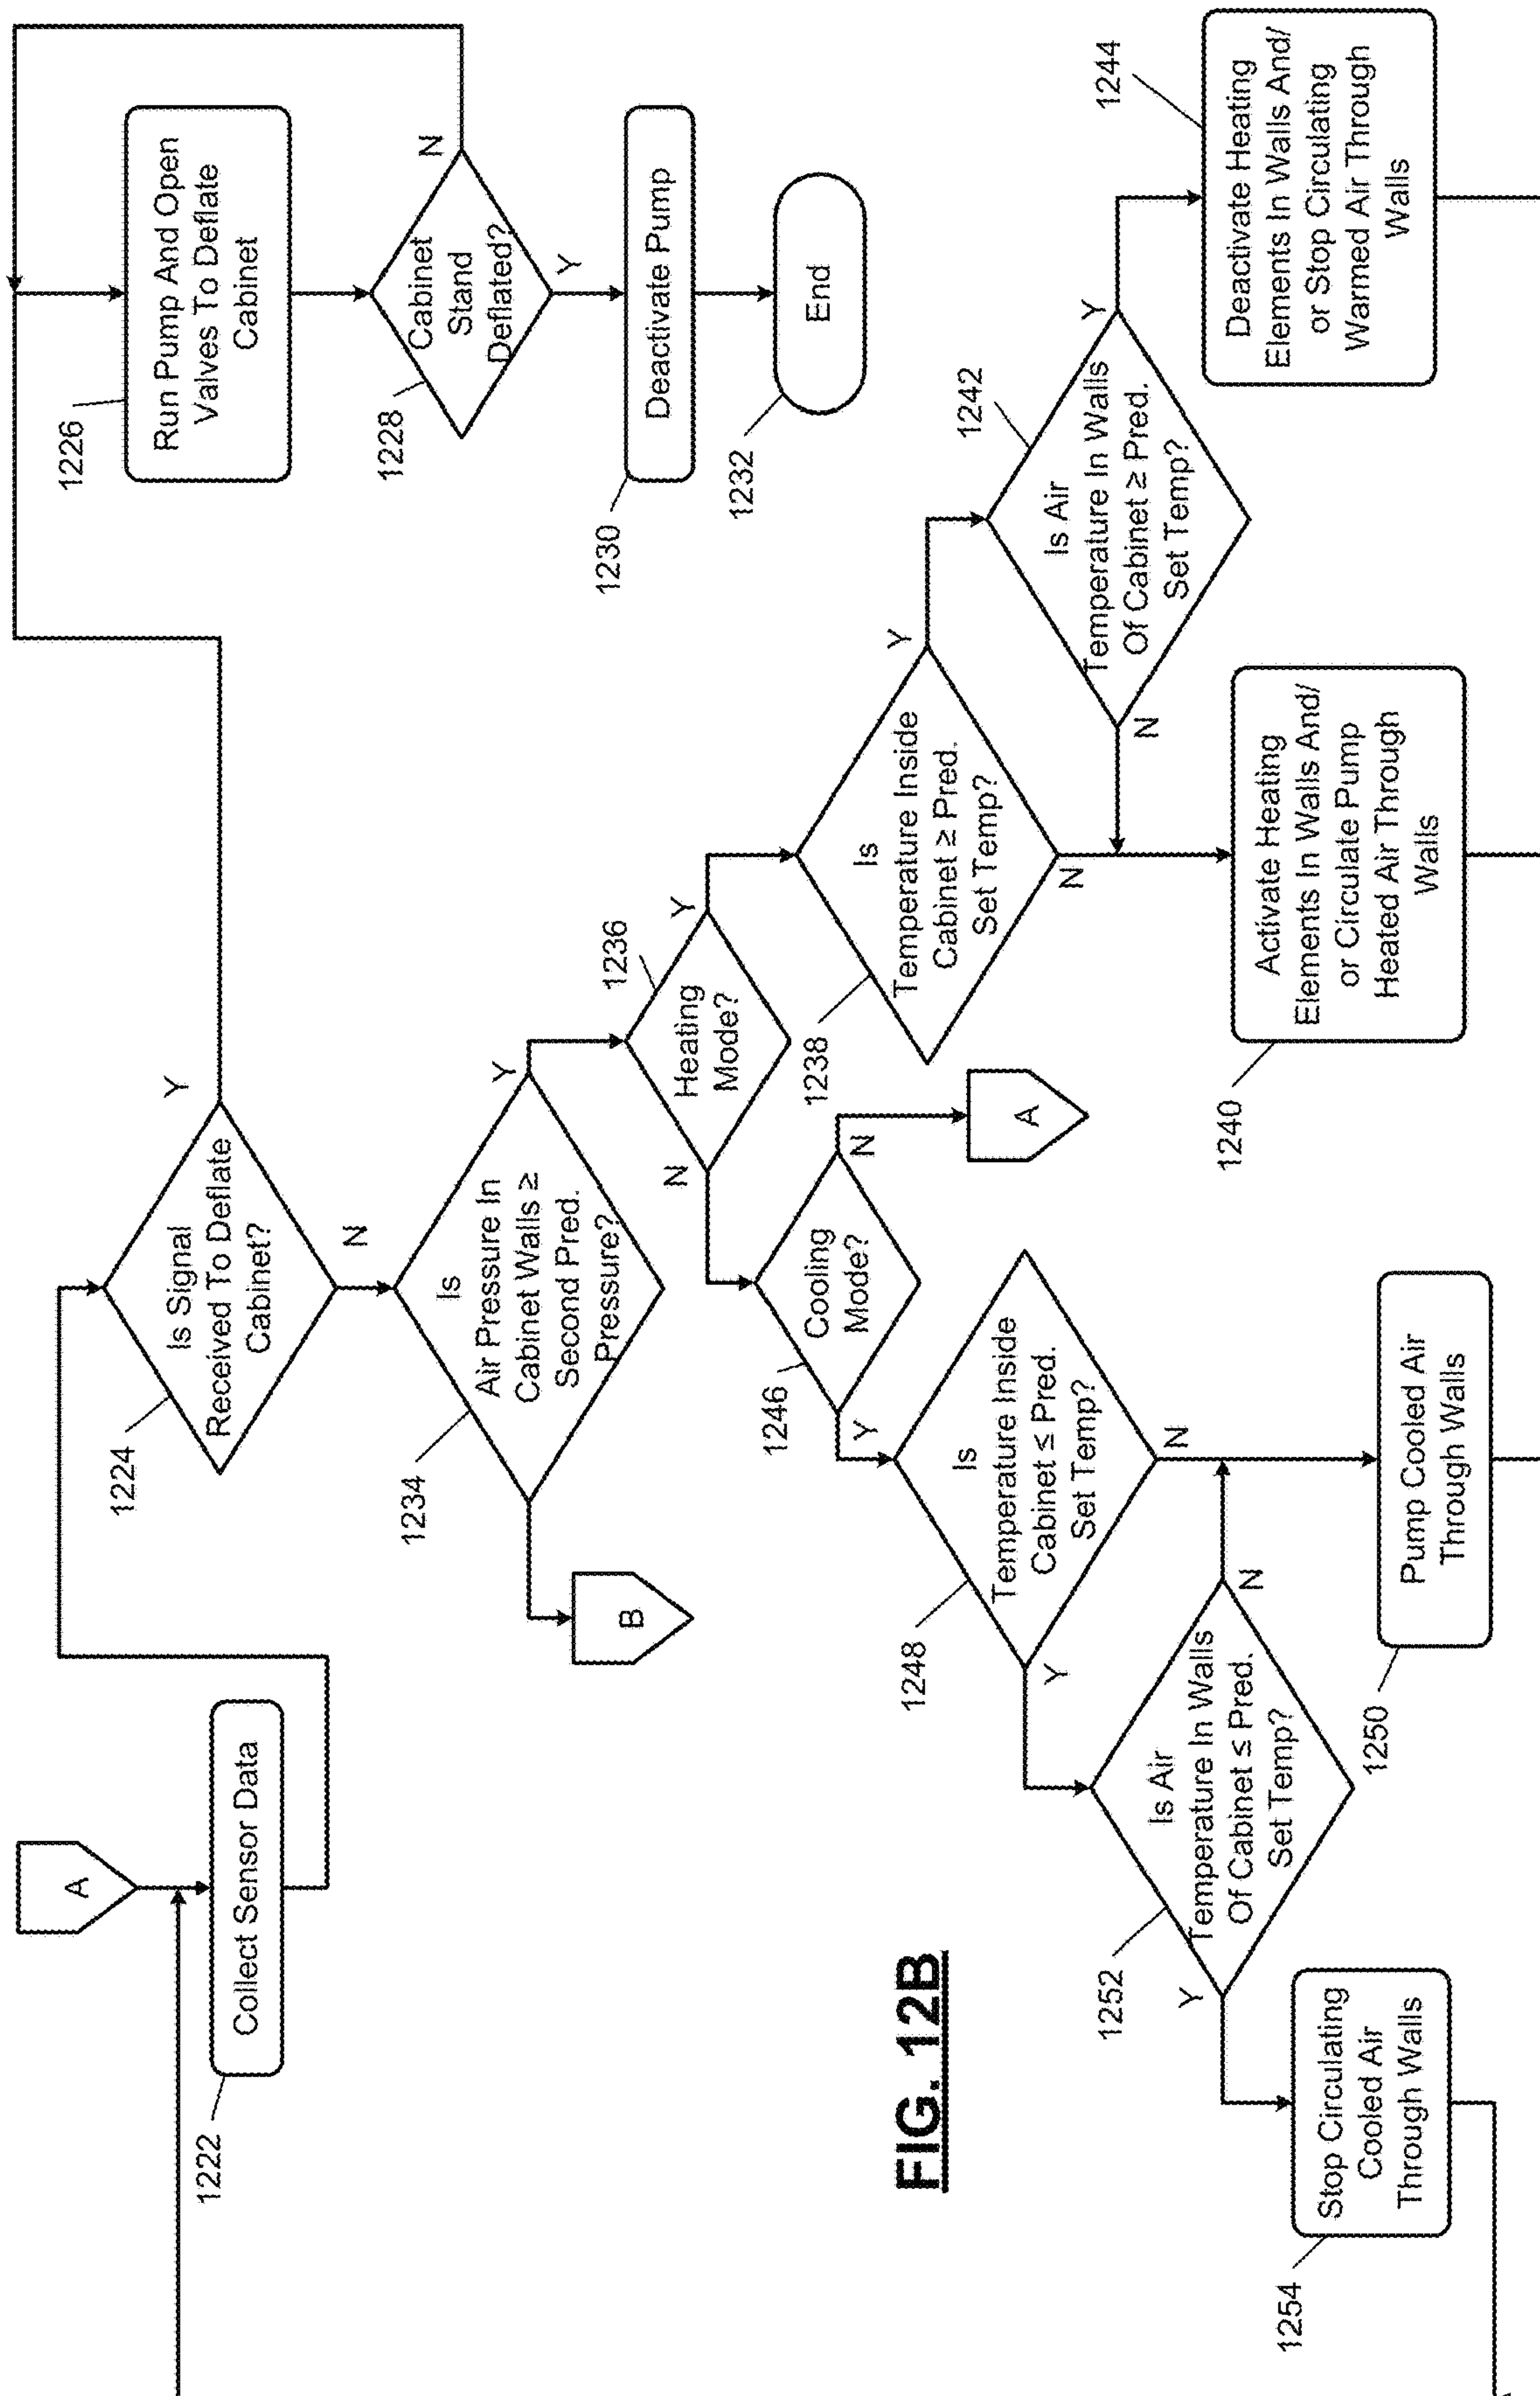 A
1222
Collect Sensor Data
1224
Is Signal
Received To Deflate
Cabinet?
Y
N
1226
Run Pump And Open
Valves To Deflate
Cabinet
1228
Cabinet
Stand
Deflated?
N
Y
1230
Deactivate Pump
1232
End
1234
Is
Air Pressure In
Cabinet Walls ≥
Second Pred.
Pressure?
Y
B
1236
Heating
Mode?
Y
N
1238
Is
Temperature Inside
Cabinet ≥ Pred.
Set Temp?
Y
N
1242
Is Air
Temperature In Walls
Of Cabinet ≥ Pred.
Set Temp?
Y
N
1244
Deactivate Heating
Elements In Walls And/
or Stop Circulating
Warmed Air Through
Walls
1240
Activate Heating
Elements In Walls And/
or Circulate Pump
Heated Air Through
Walls
1246
Cooling
Mode?
Y
N
A
1248
Is
Temperature Inside
Cabinet ≤ Pred.
Set Temp?
Y
N
1250
Pump Cooled Air
Through Walls
1252
Is Air
Temperature In Walls
Of Cabinet ≤ Pred.
Set Temp?
Y
N
1254
Stop Circulating
Cooled Air
Through Walls
FIG. 12B